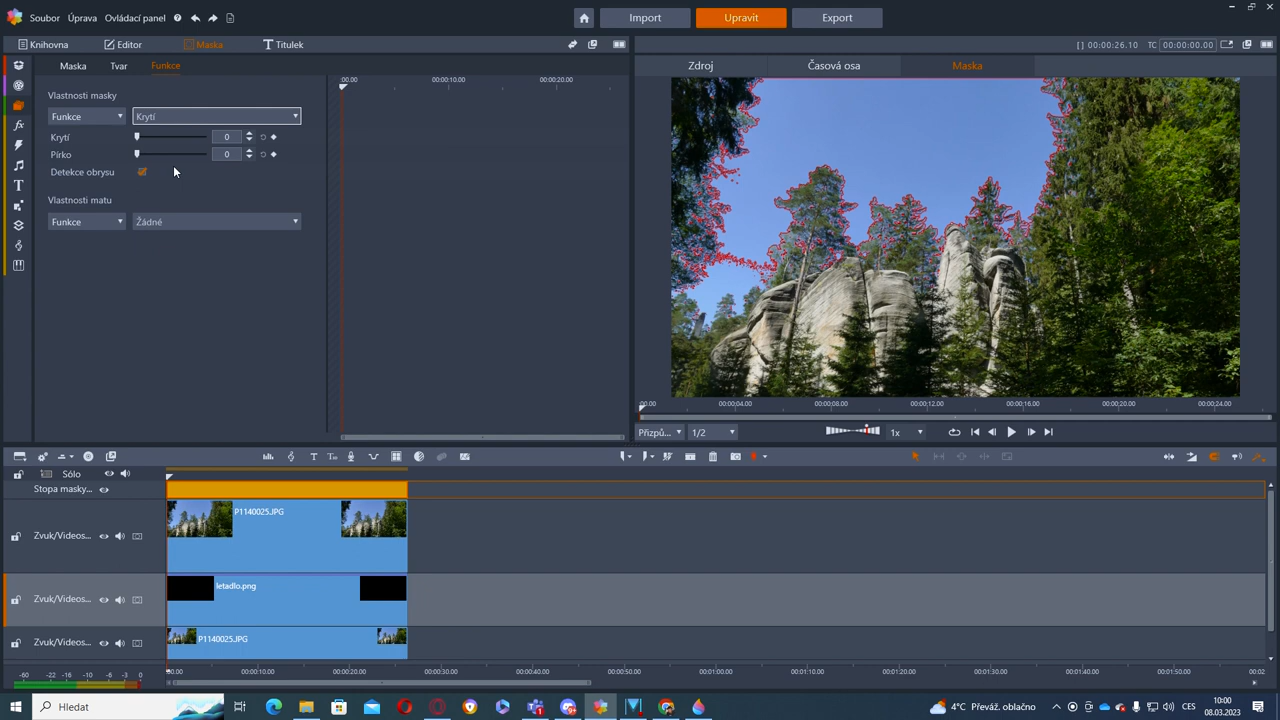 Soubor Úprava Ovládací panel
Import Upravit Export
Knihovna Editor Maska Titulek
[] 00:00:26.10 TC 00:00:00.00
Maska Tvar Funkce
Zdroj Časová osa Maska
:00.00 00:00:10.00 00:00:20.00
Vlastnosti masky
Funkce Krytí
Krytí 0
Pírko 0
Detekce obrysu
Vlastnosti matu
Funkce Žádné
00.00 00:00:04.00 00:00:08.00 00:00:12.00 00:00:16.00 00:00:20.00 00:00:24.00
Přizpů... 1/2 1x
Sólo
Stopa masky...
P1140025.JPG
Zvuk/Videos...
letadlo.png
Zvuk/Videos...
P1140025.JPG
Zvuk/Videos...
-60 -22 -16 -10 -6 -3 0
00.00 00:00:10.00 00:00:20.00 00:00:30.00 00:00:40.00 00:00:50.00 00:01:00.00 00:01:10.00 00:01:20.00 00:01:30.00 00:01:40.00 00:01:50.00 00:02
Hledat
4°C Převáž. oblačno
CES
10:00
08.03.2023